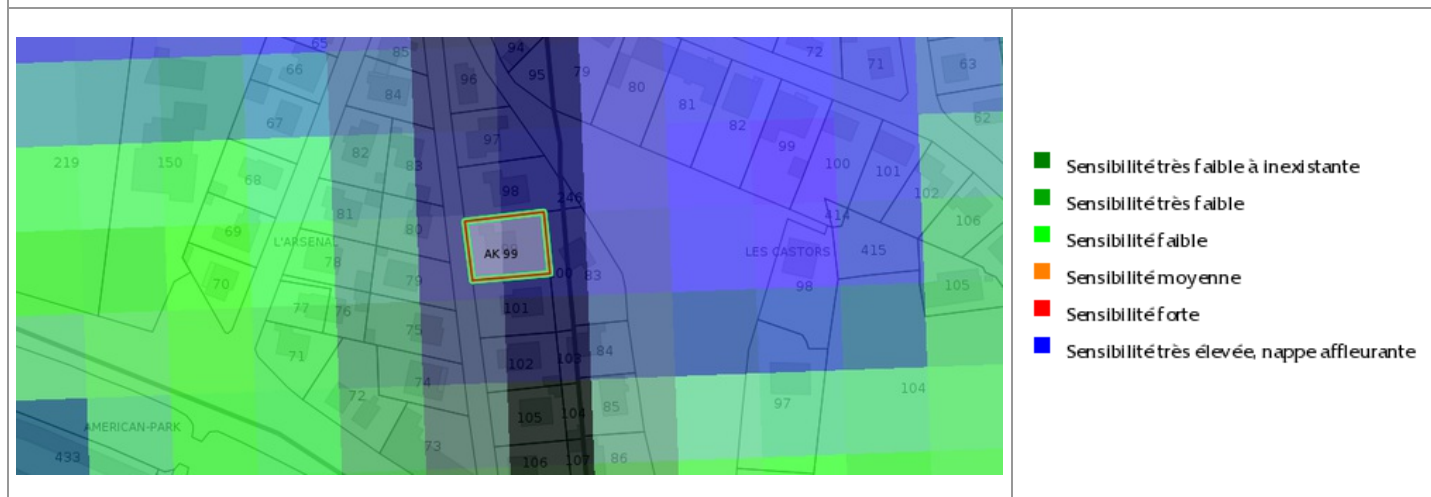 65 85 94 72
66 96 95 79 71 63
84 80
67 81 62
82
97 99
82
219 150 83 100
68 101
98 102
246
81 414 106
69 80
L'ARSENAL AK 99 LES CASTORS 415
78
83
70 79 98 105
77 76 101
75
71 102 103 84
74
72 104
97
105 104 85
AMERICAN-PARK
73
433 106 107 86
Sensibilité très faible à inexistante
Sensibilité très faible
Sensibilité faible
Sensibilité moyenne
Sensibilité forte
Sensibilité très élevée, nappe affleurante